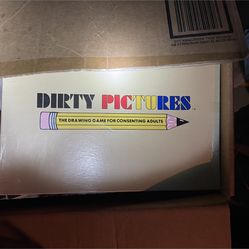 DIRTY PICTURES
THE DRAWING GAME FOR CONSENTING ADULTS